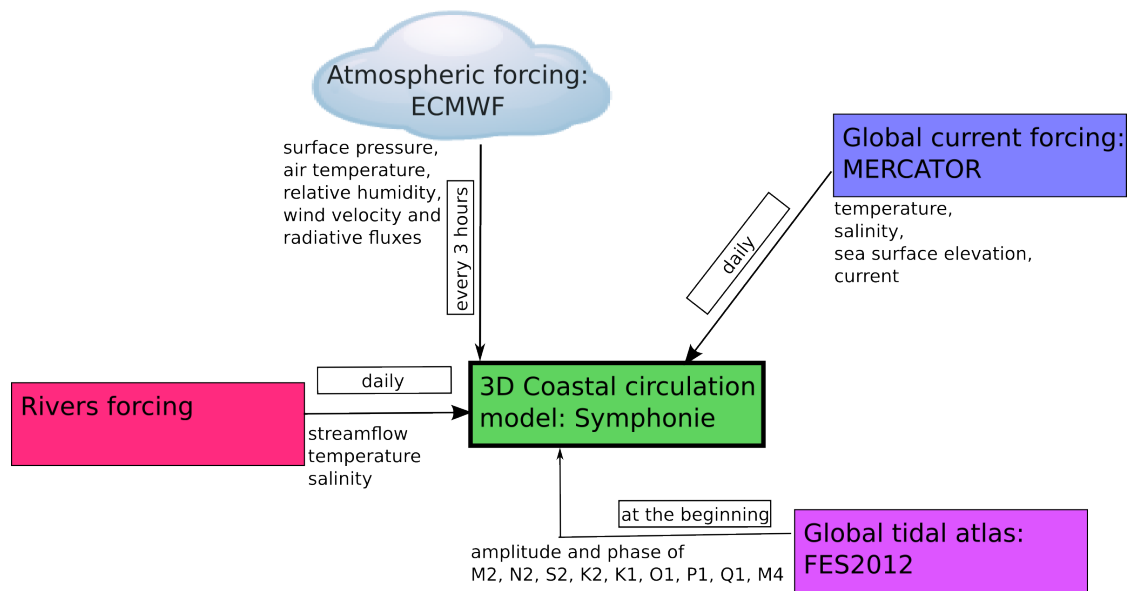 Atmospheric forcing:
ECMWF
surface pressure,
air temperature,
relative humidity,
wind velocity and
radiative fluxes
every 3 hours
Global current forcing:
MERCATOR
temperature,
salinity,
sea surface elevation,
current
daily
Rivers forcing
daily
streamflow
temperature
salinity
3D Coastal circulation
model: Symphonie
at the beginning
amplitude and phase of
M2, N2, S2, K2, K1, O1, P1, Q1, M4
Global tidal atlas:
FES2012